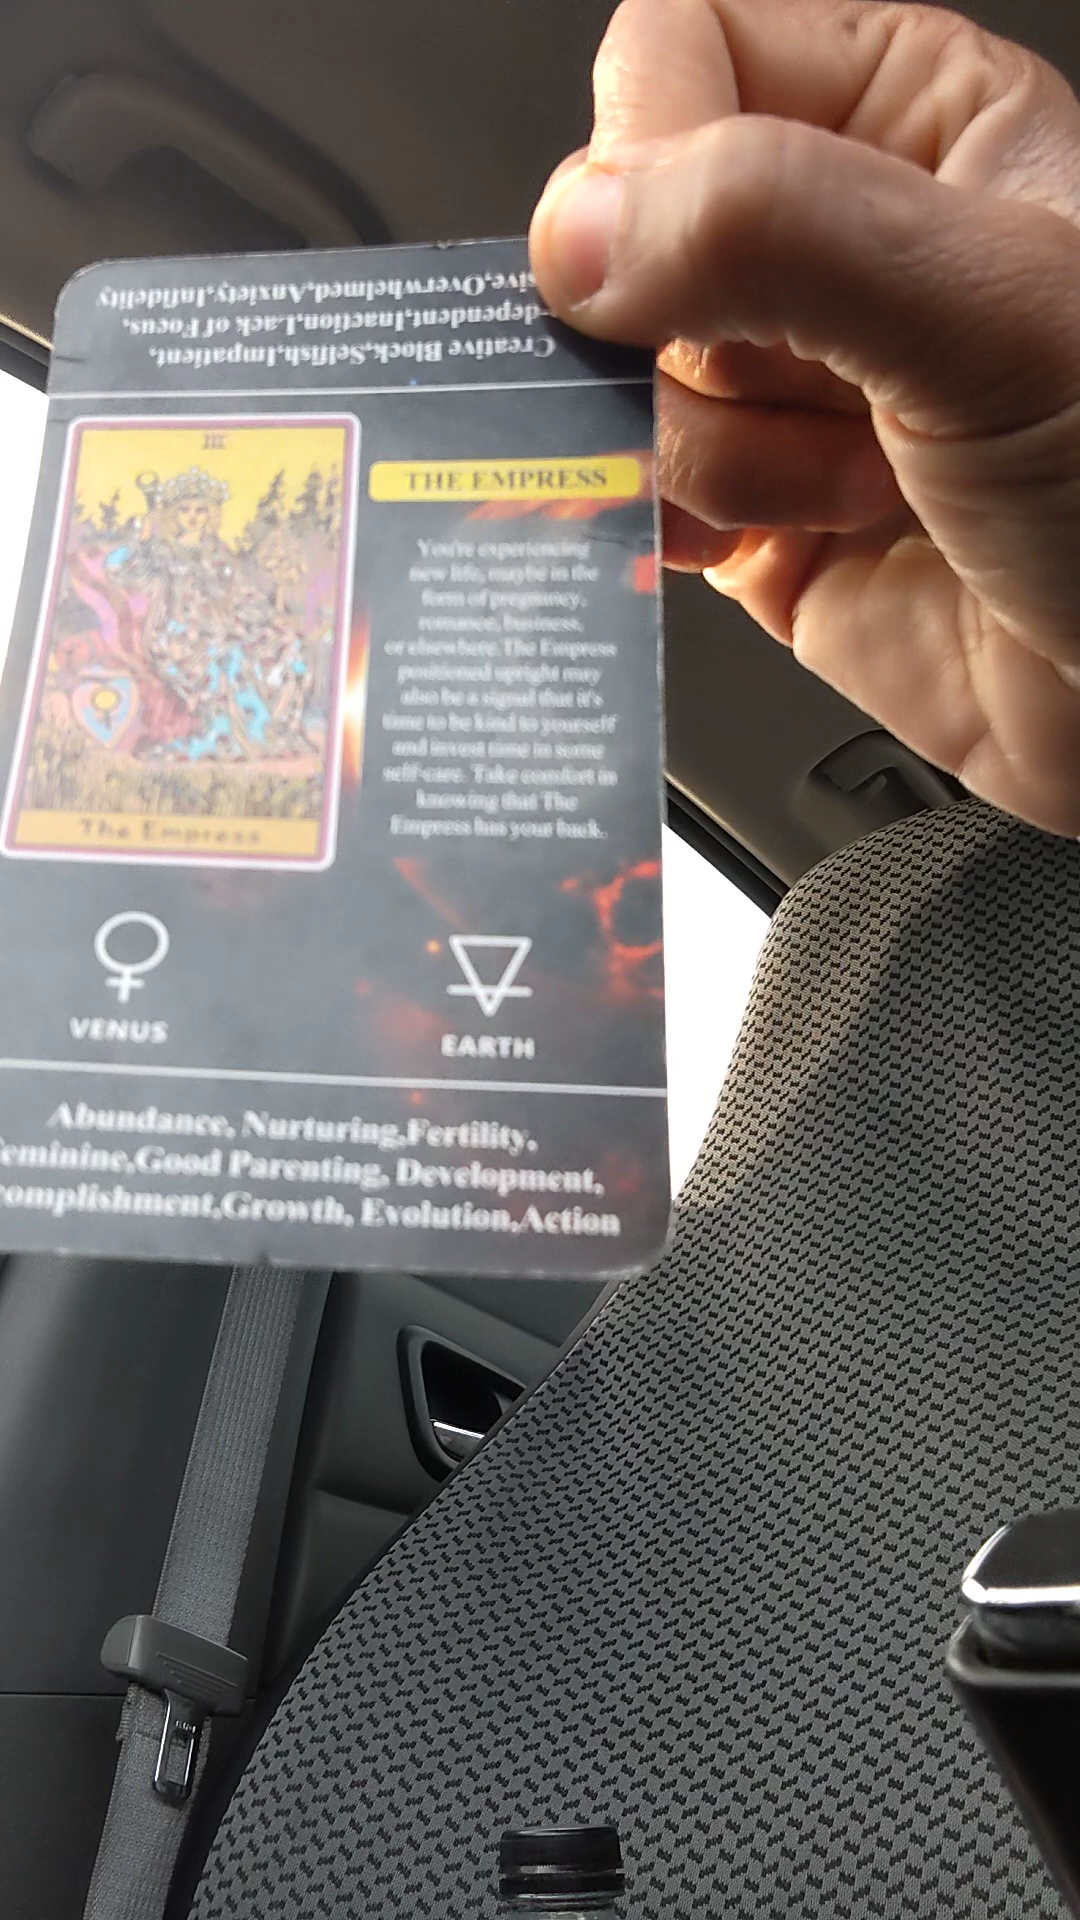 Creative Block,Selfish,Impatient,
-dependent,Inaction,Lack of Focus,
sive,Overwhelmed,Anxiety,Infidelity
III
The Empress
THE EMPRESS
You're experiencing
new life, maybe in the
form of pregnancy,
romance, business,
or elsewhere.The Empress
positioned upright may
also be a signal that it's
time to be kind to yourself
and invest time in some
self-care. Take comfort in
knowing that The
Empress has your back.
VENUS
EARTH
Abundance, Nurturing,Fertility,
eminine,Good Parenting, Development,
complishment,Growth, Evolution,Action